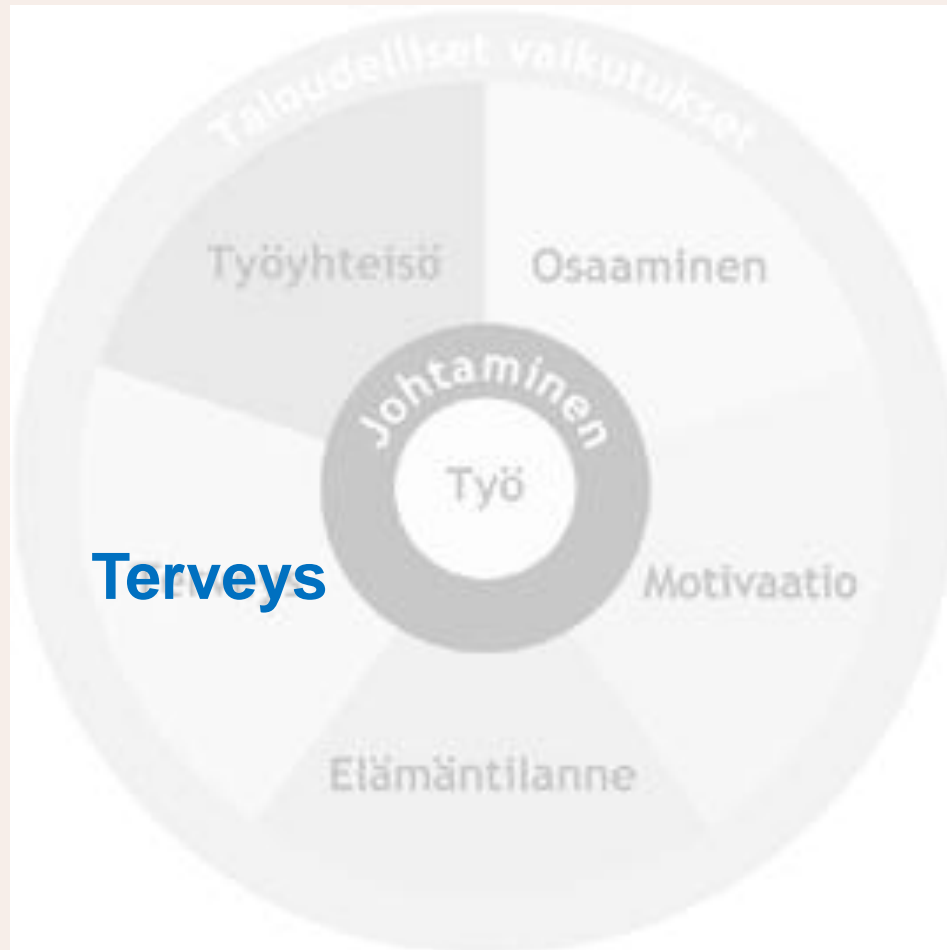 Taloudelliset vaikutukset
Työyhteisö
Osaaminen
Johtaminen
Työ
Terveys
Motivaatio
Elämäntilanne